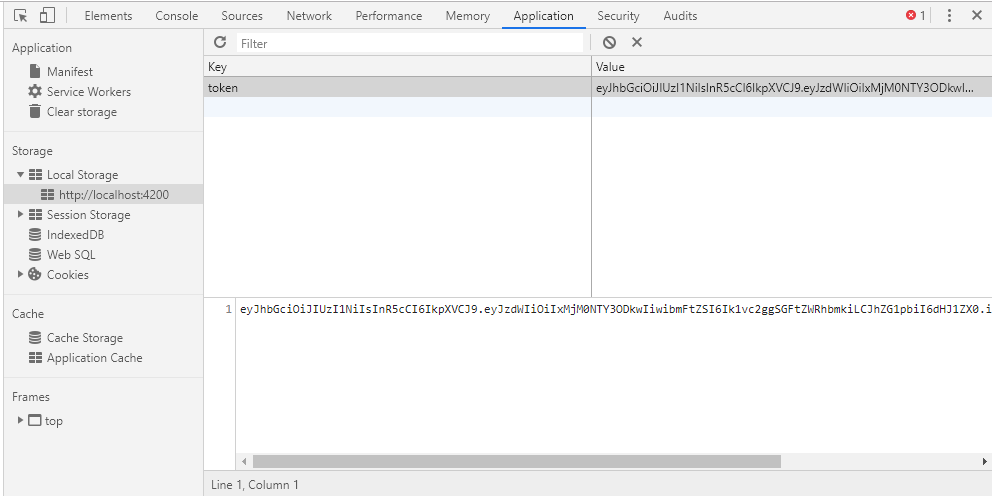 Elements Console Sources Network Performance Memory Application Security Audits 1
Application
Manifest
Service Workers
Clear storage
Storage
Local Storage
http://localhost:4200
Session Storage
IndexedDB
Web SQL
Cookies
Cache
Cache Storage
Application Cache
Frames
top
Filter
Key Value
token eyJhbGciOiJIUzI1NiIsInR5cCI6IkpXVCJ9.eyJzdWIiOiIxMjM0NTY3ODkwI...
1 eyJhbGciOiJIUzI1NiIsInR5cCI6IkpXVCJ9.eyJzdWIiOiIxMjM0NTY3ODkwIiwibmFtZSI6Ik1vc2ggSGFtZWRhbmkiLCJhZG1pbiI6dHJ1ZX0.i
Line 1, Column 1